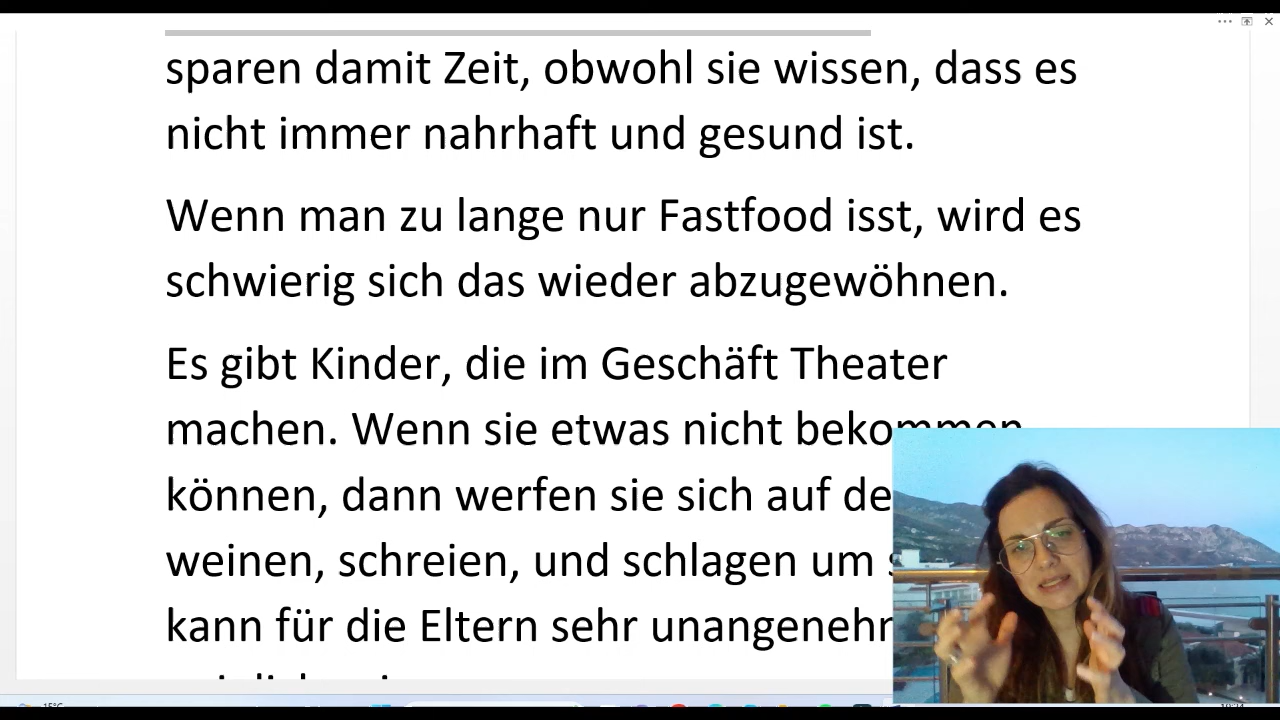 sparen damit Zeit, obwohl sie wissen, dass es
nicht immer nahrhaft und gesund ist.
Wenn man zu lange nur Fastfood isst, wird es
schwierig sich das wieder abzugewöhnen.
Es gibt Kinder, die im Geschäft Theater
machen. Wenn sie etwas nicht bekommen
können, dann werfen sie sich auf
weinen, schreien, und schlagen um
kann für die Eltern sehr